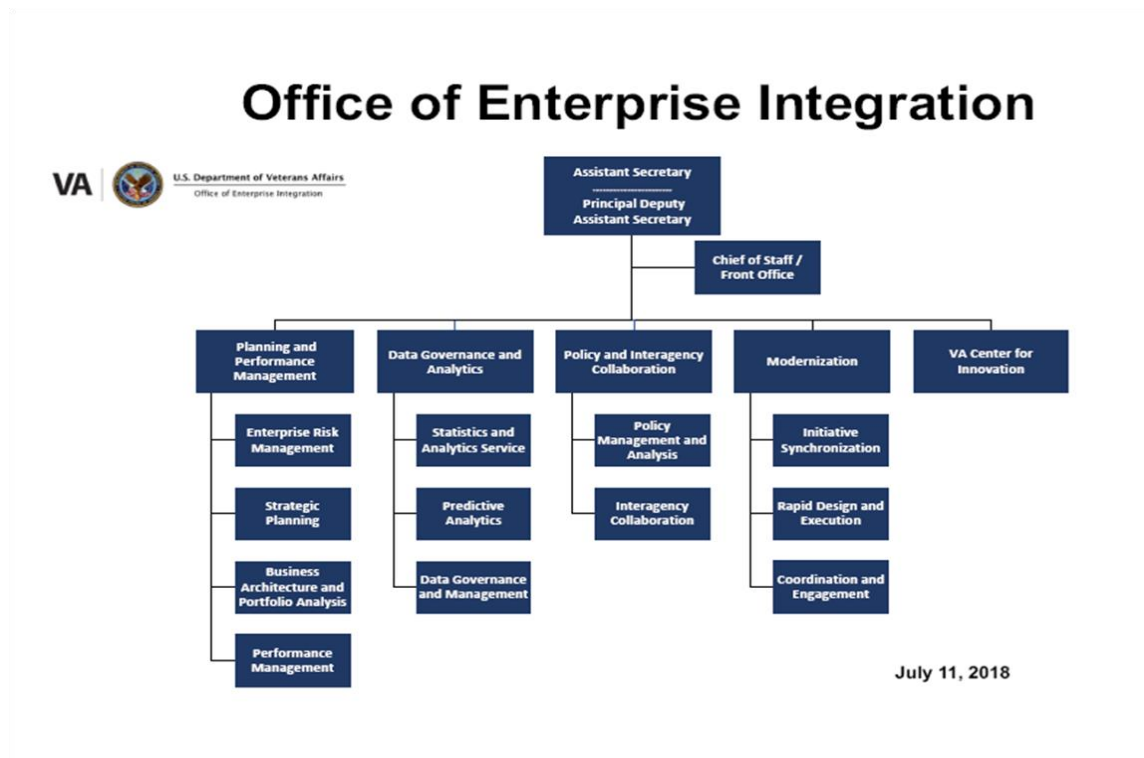 Office of Enterprise Integration
VA
U.S. Department of Veterans Affairs
Office of Enterprise Integration
Assistant Secretary
Principal Deputy
Assistant Secretary
Chief of Staff /
Front Office
Planning and
Performance
Management
Data Governance and
Analytics
Policy and Interagency
Collaboration
Modernization
VA Center for
Innovation
Enterprise Risk
Management
Strategic
Planning
Business
Architecture and
Portfolio Analysis
Performance
Management
Statistics and
Analytics Service
Predictive
Analytics
Data Governance
and Management
Policy
Management and
Analysis
Interagency
Collaboration
Initiative
Synchronization
Rapid Design and
Execution
Coordination and
Engagement
July 11, 2018